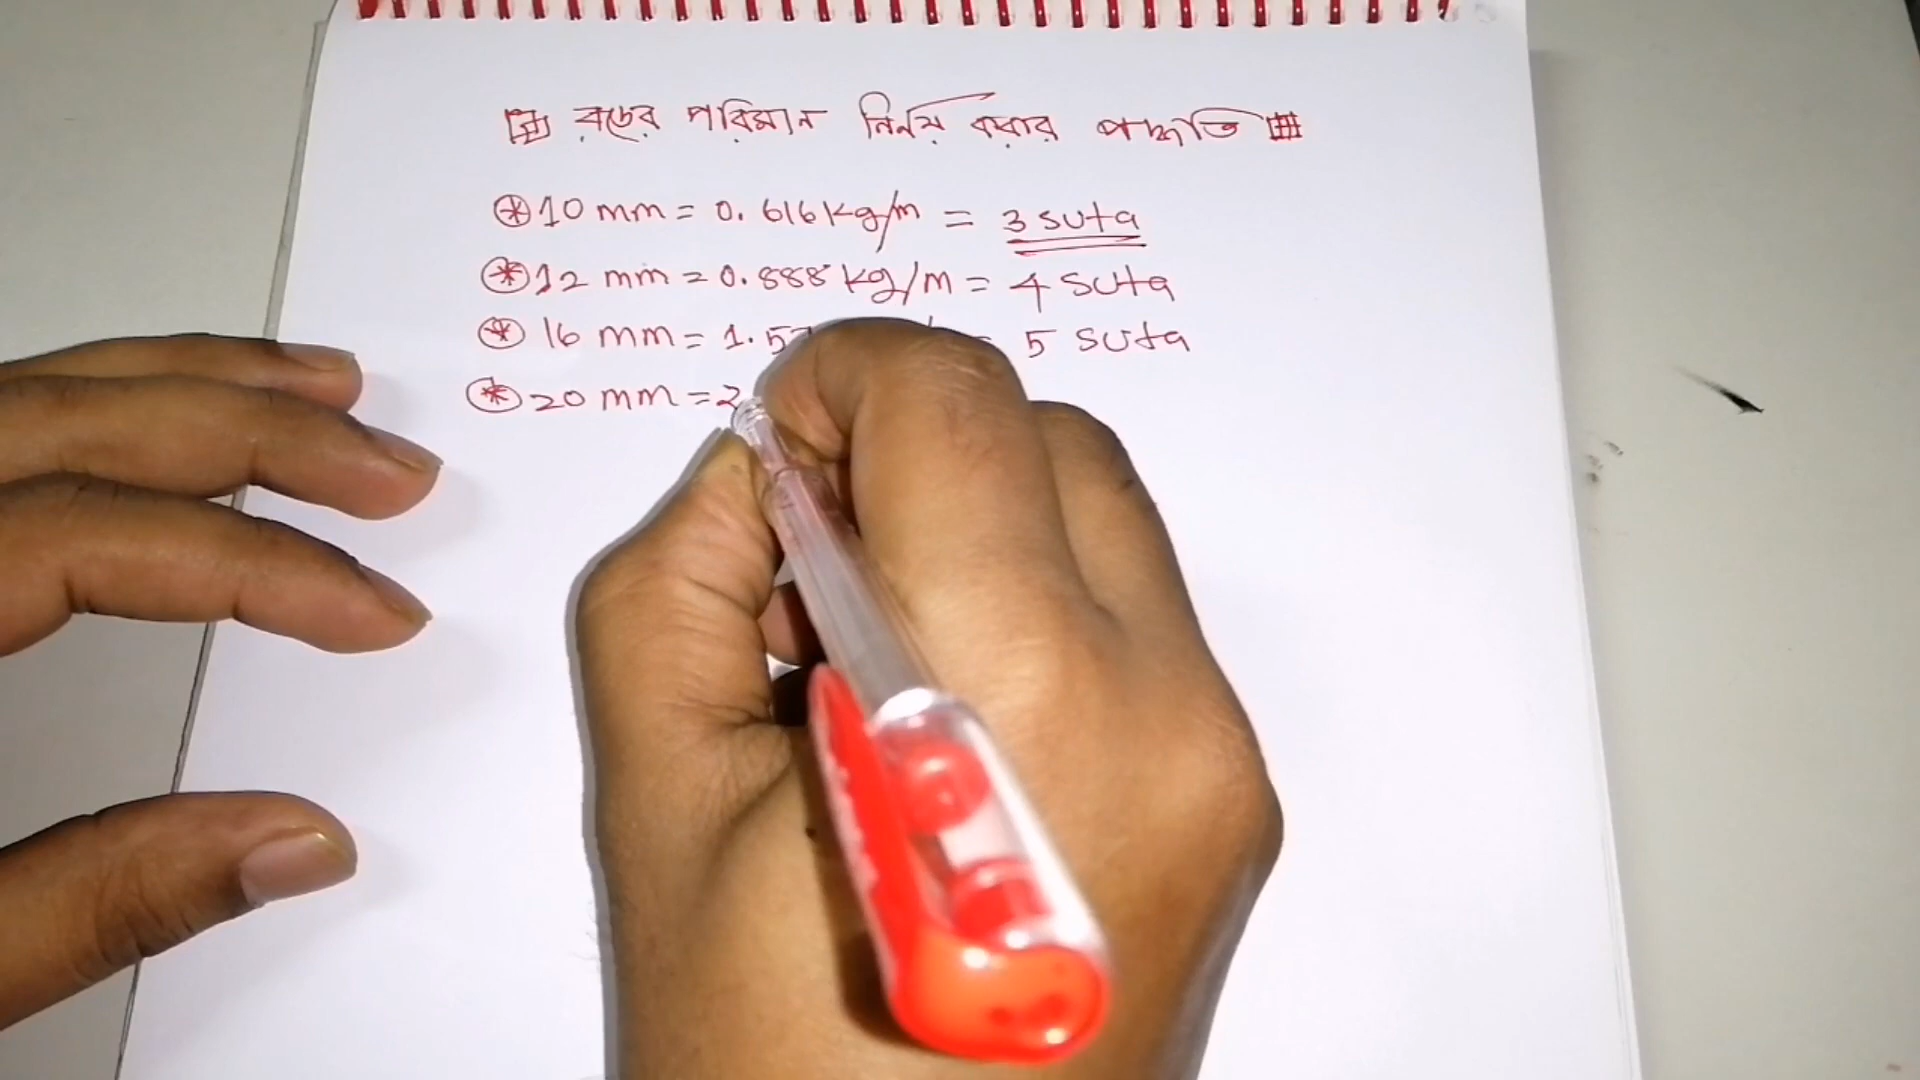 রডের পরিমান নির্নয় করার পদ্ধতি
10 mm = 0.616 kg/m = 3 suta
12 mm = 0.888 kg/m = 4 suta
16 mm = 1.5 = 5 suta
20 mm = 2